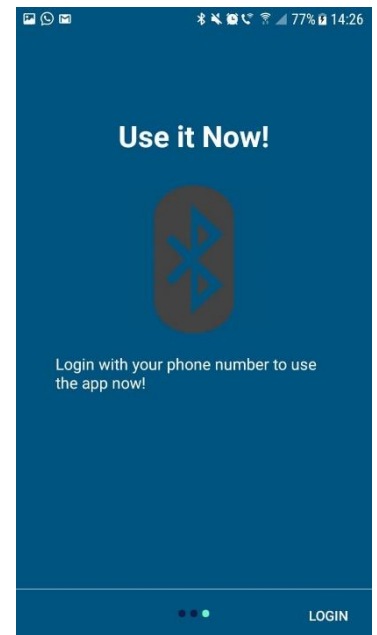 77% 14:26
Use it Now!
Login with your phone number to use
the app now!
LOGIN